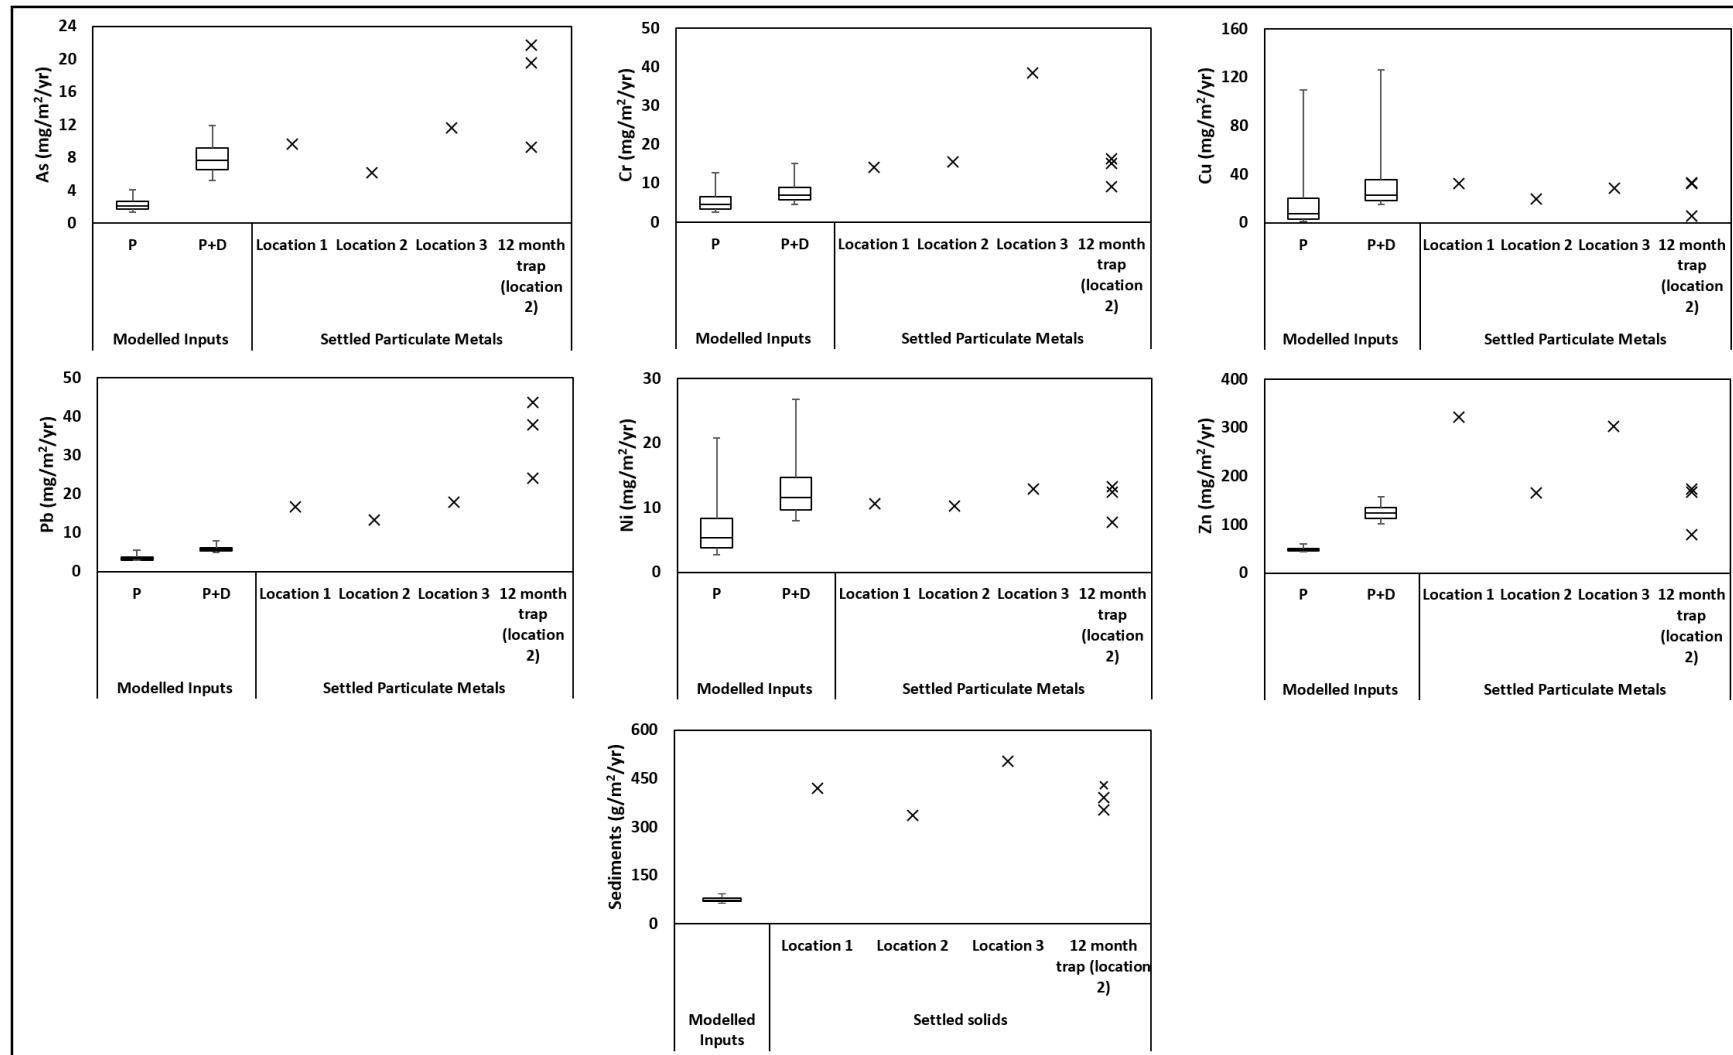 24
20
16
12
8
4
0
As (mg/m²/yr)
P
P+D
Location 1
Location 2
Location 3
12 month
trap
(location
2)
Modelled Inputs
Settled Particulate Metals
50
40
30
20
10
0
Cr (mg/m²/yr)
P
P+D
Location 1
Location 2
Location 3
12 month
trap
(location
2)
Modelled Inputs
Settled Particulate Metals
160
120
80
40
0
Cu (mg/m²/yr)
P
P+D
Location 1
Location 2
Location 3
12 month
trap
(location
2)
Modelled Inputs
Settled Particulate Metals
50
40
30
20
10
0
Pb (mg/m²/yr)
P
P+D
Location 1
Location 2
Location 3
12 month
trap
(location
2)
Modelled Inputs
Settled Particulate Metals
30
20
10
0
Ni (mg/m²/yr)
P
P+D
Location 1
Location 2
Location 3
12 month
trap
(location
2)
Modelled Inputs
Settled Particulate Metals
400
300
200
100
0
Zn (mg/m²/yr)
P
P+D
Location 1
Location 2
Location 3
12 month
trap
(location
2)
Modelled Inputs
Settled Particulate Metals
600
450
300
150
0
Sediments (g/m²/yr)
Location 1
Location 2
Location 3
12 month
trap (location
2)
Modelled
Inputs
Settled solids